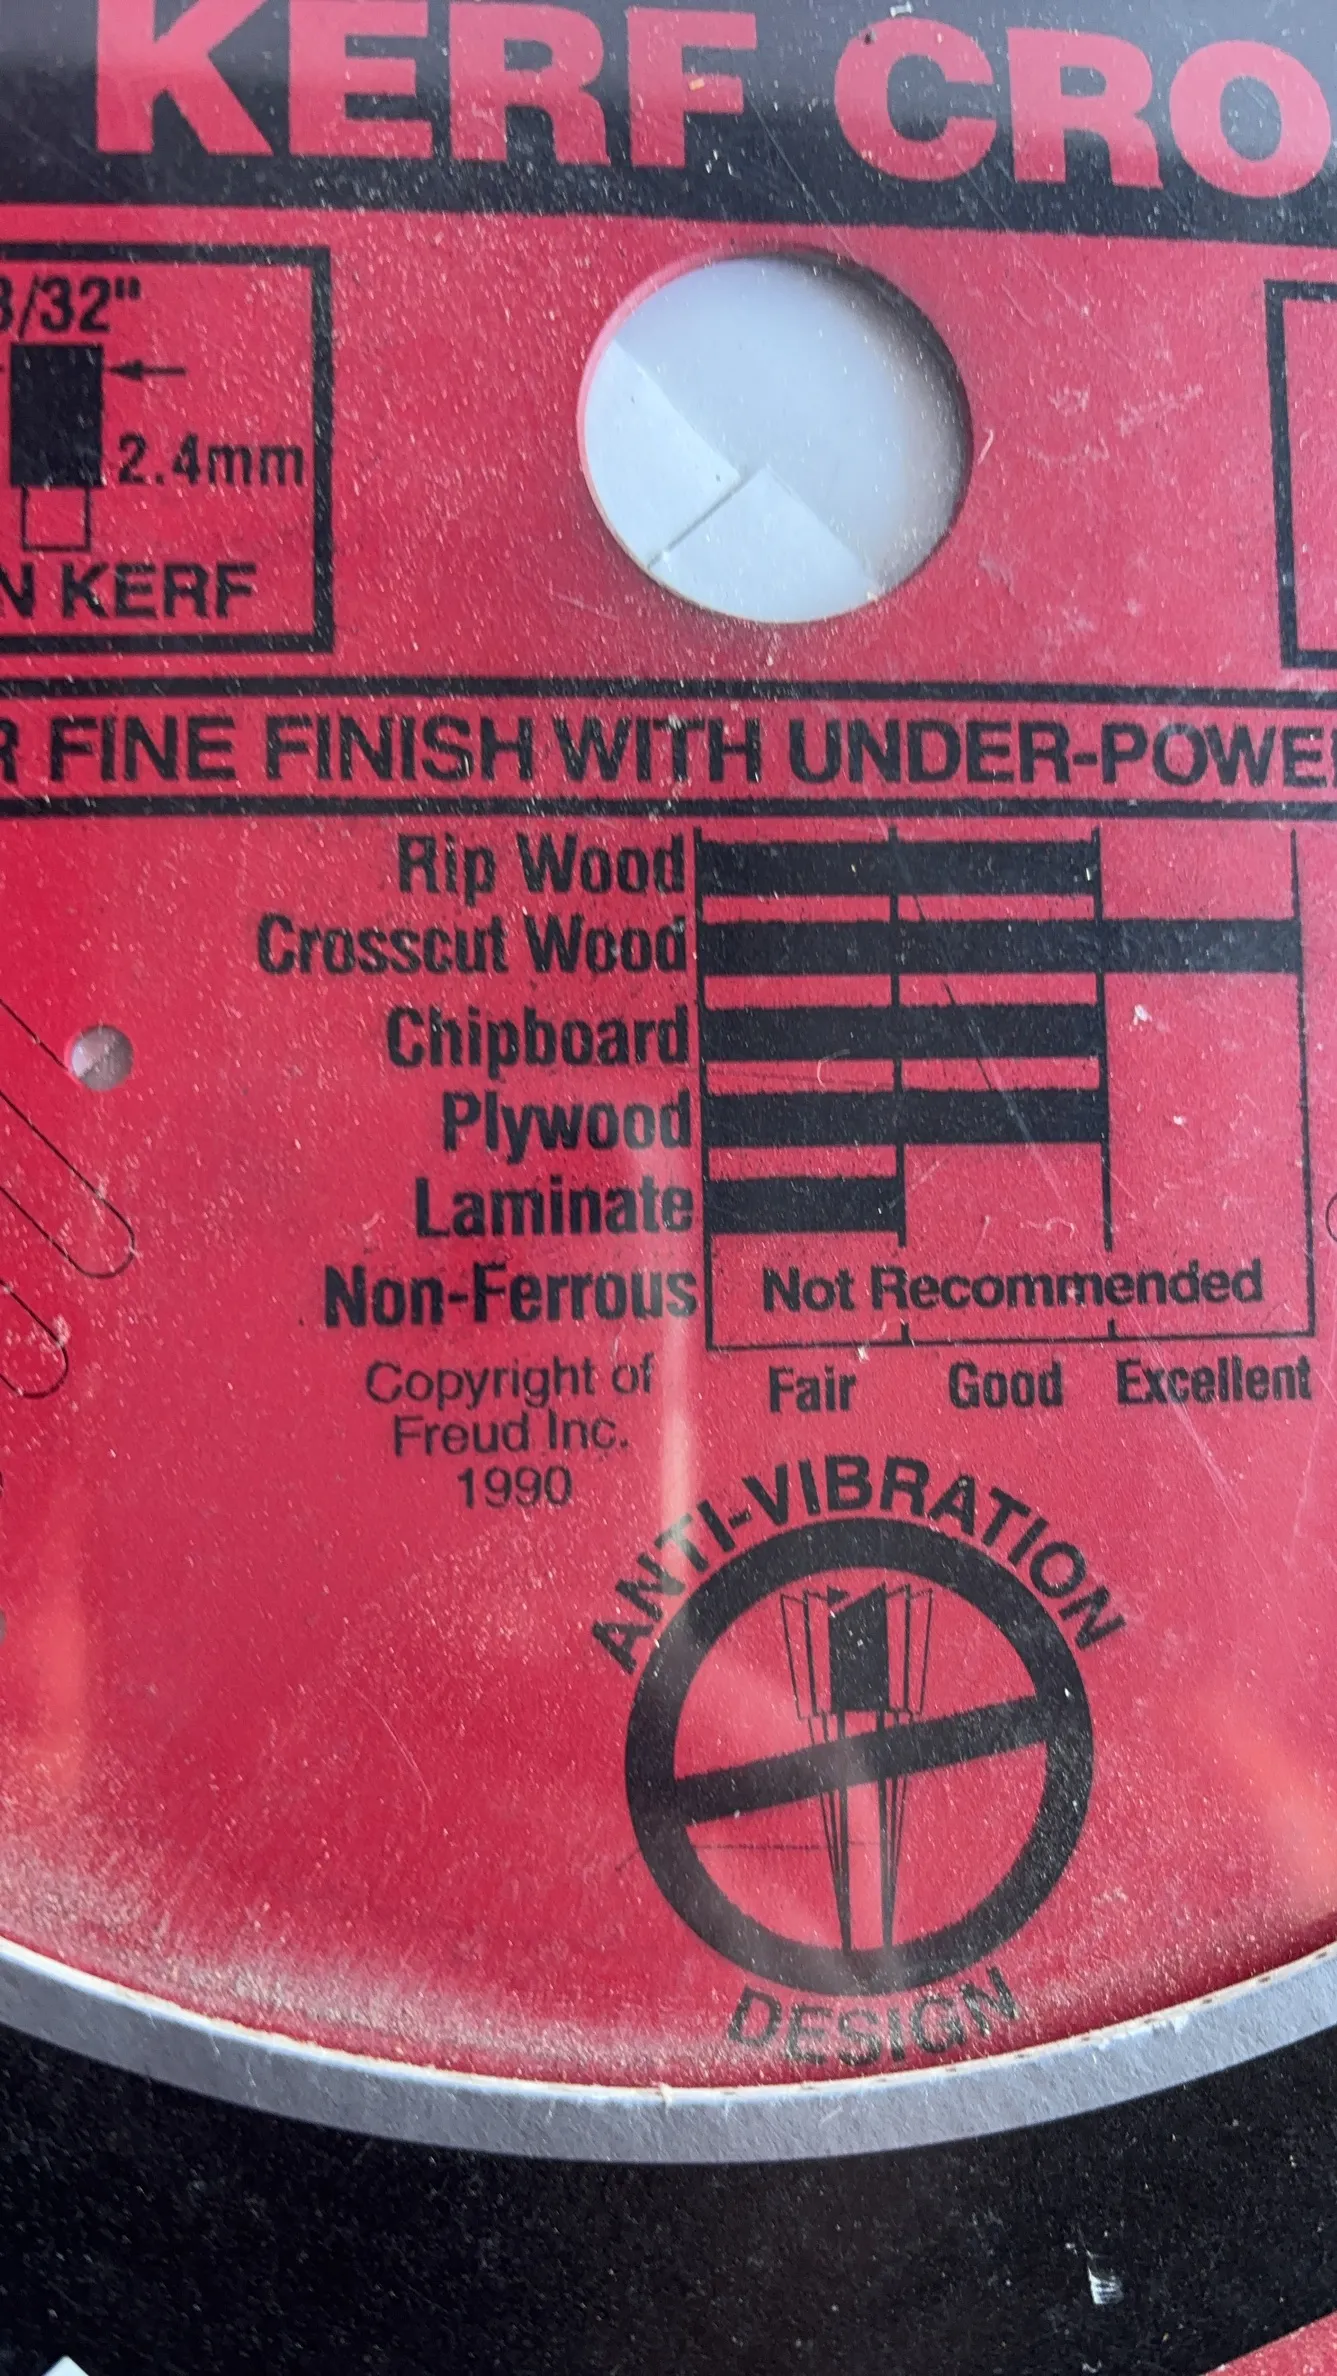 KERF CRO
3/32"
2.4mm
N KERF
R FINE FINISH WITH UNDER-POWE
Rip Wood
Crosscut Wood
Chipboard
Plywood
Laminate
Non-Ferrous Not Recommended
Fair Good Excellent
Copyright of
Freud Inc.
1990
ANTI-VIBRATION
DESIGN